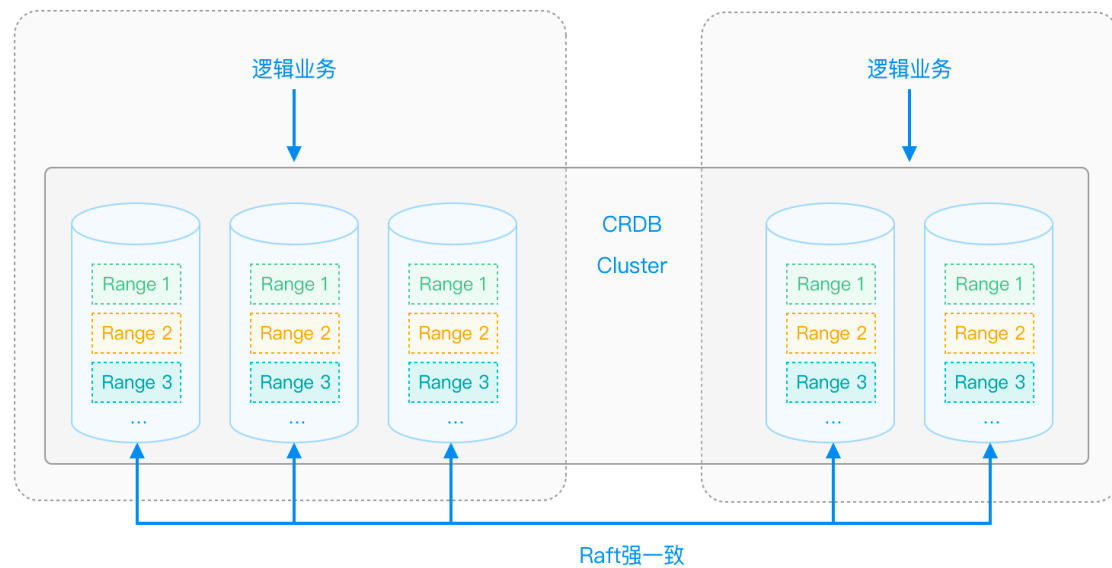 逻辑业务
逻辑业务
CRDB
Cluster
Range 1
Range 2
Range 3
...
Range 1
Range 2
Range 3
...
Range 1
Range 2
Range 3
...
Range 1
Range 2
Range 3
...
Range 1
Range 2
Range 3
...
Raft强一致